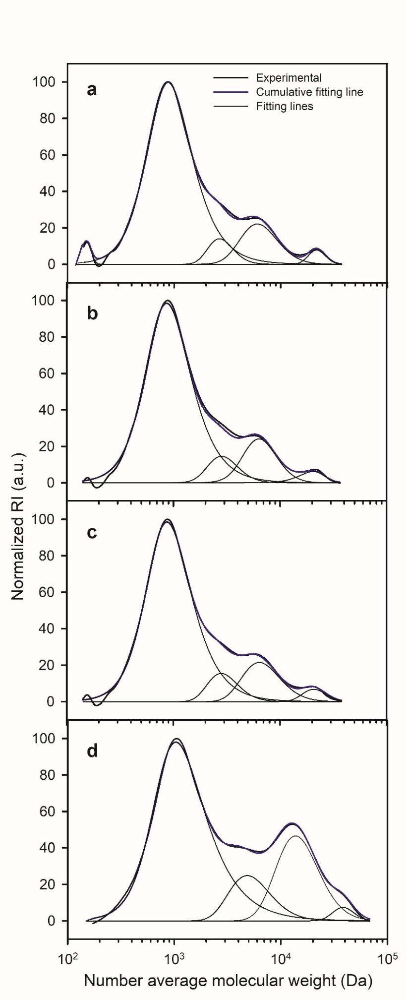 a
Experimental
Cumulative fitting line
Fitting lines
100
80
60
40
20
0
b
100
80
60
40
20
0
Normalized RI (a.u.)
c
100
80
60
40
20
0
d
100
80
60
40
20
0
10² 10³ 10⁴ 10⁵
Number average molecular weight (Da)